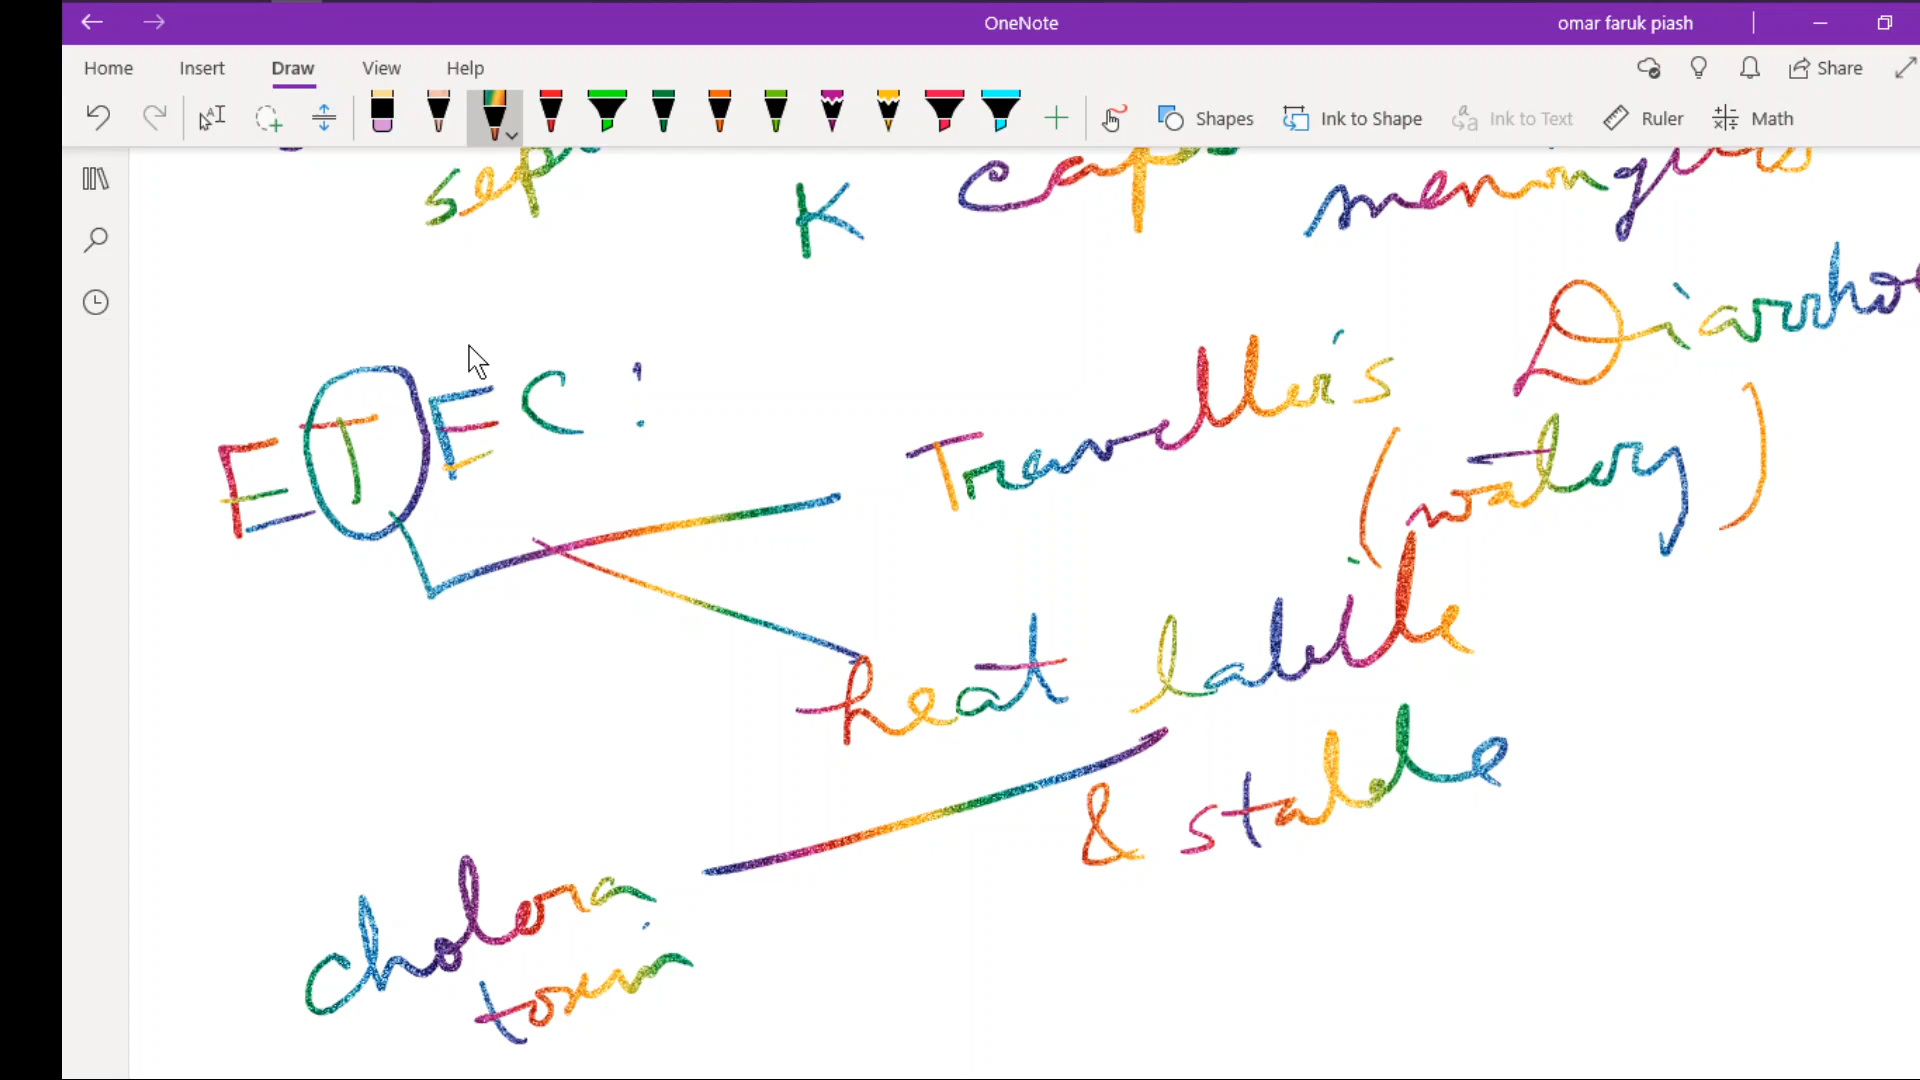 OneNote
omar faruk piash
Home Insert Draw View Help
Share
Shapes Ink to Shape Ink to Text Ruler Math
K
ETEC :
Traveller's
(watery)
heat labile
& stable
cholera
toxin